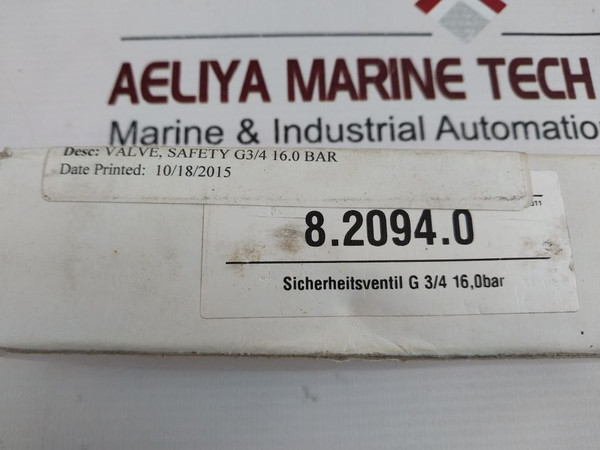 AELIYA MARINE TECH
Marine & Industrial Automation
Desc: VALVE, SAFETY G3/4 16.0 BAR
Date Printed: 10/18/2015
8.2094.0
Sicherheitsventil G 3/4 16,0bar